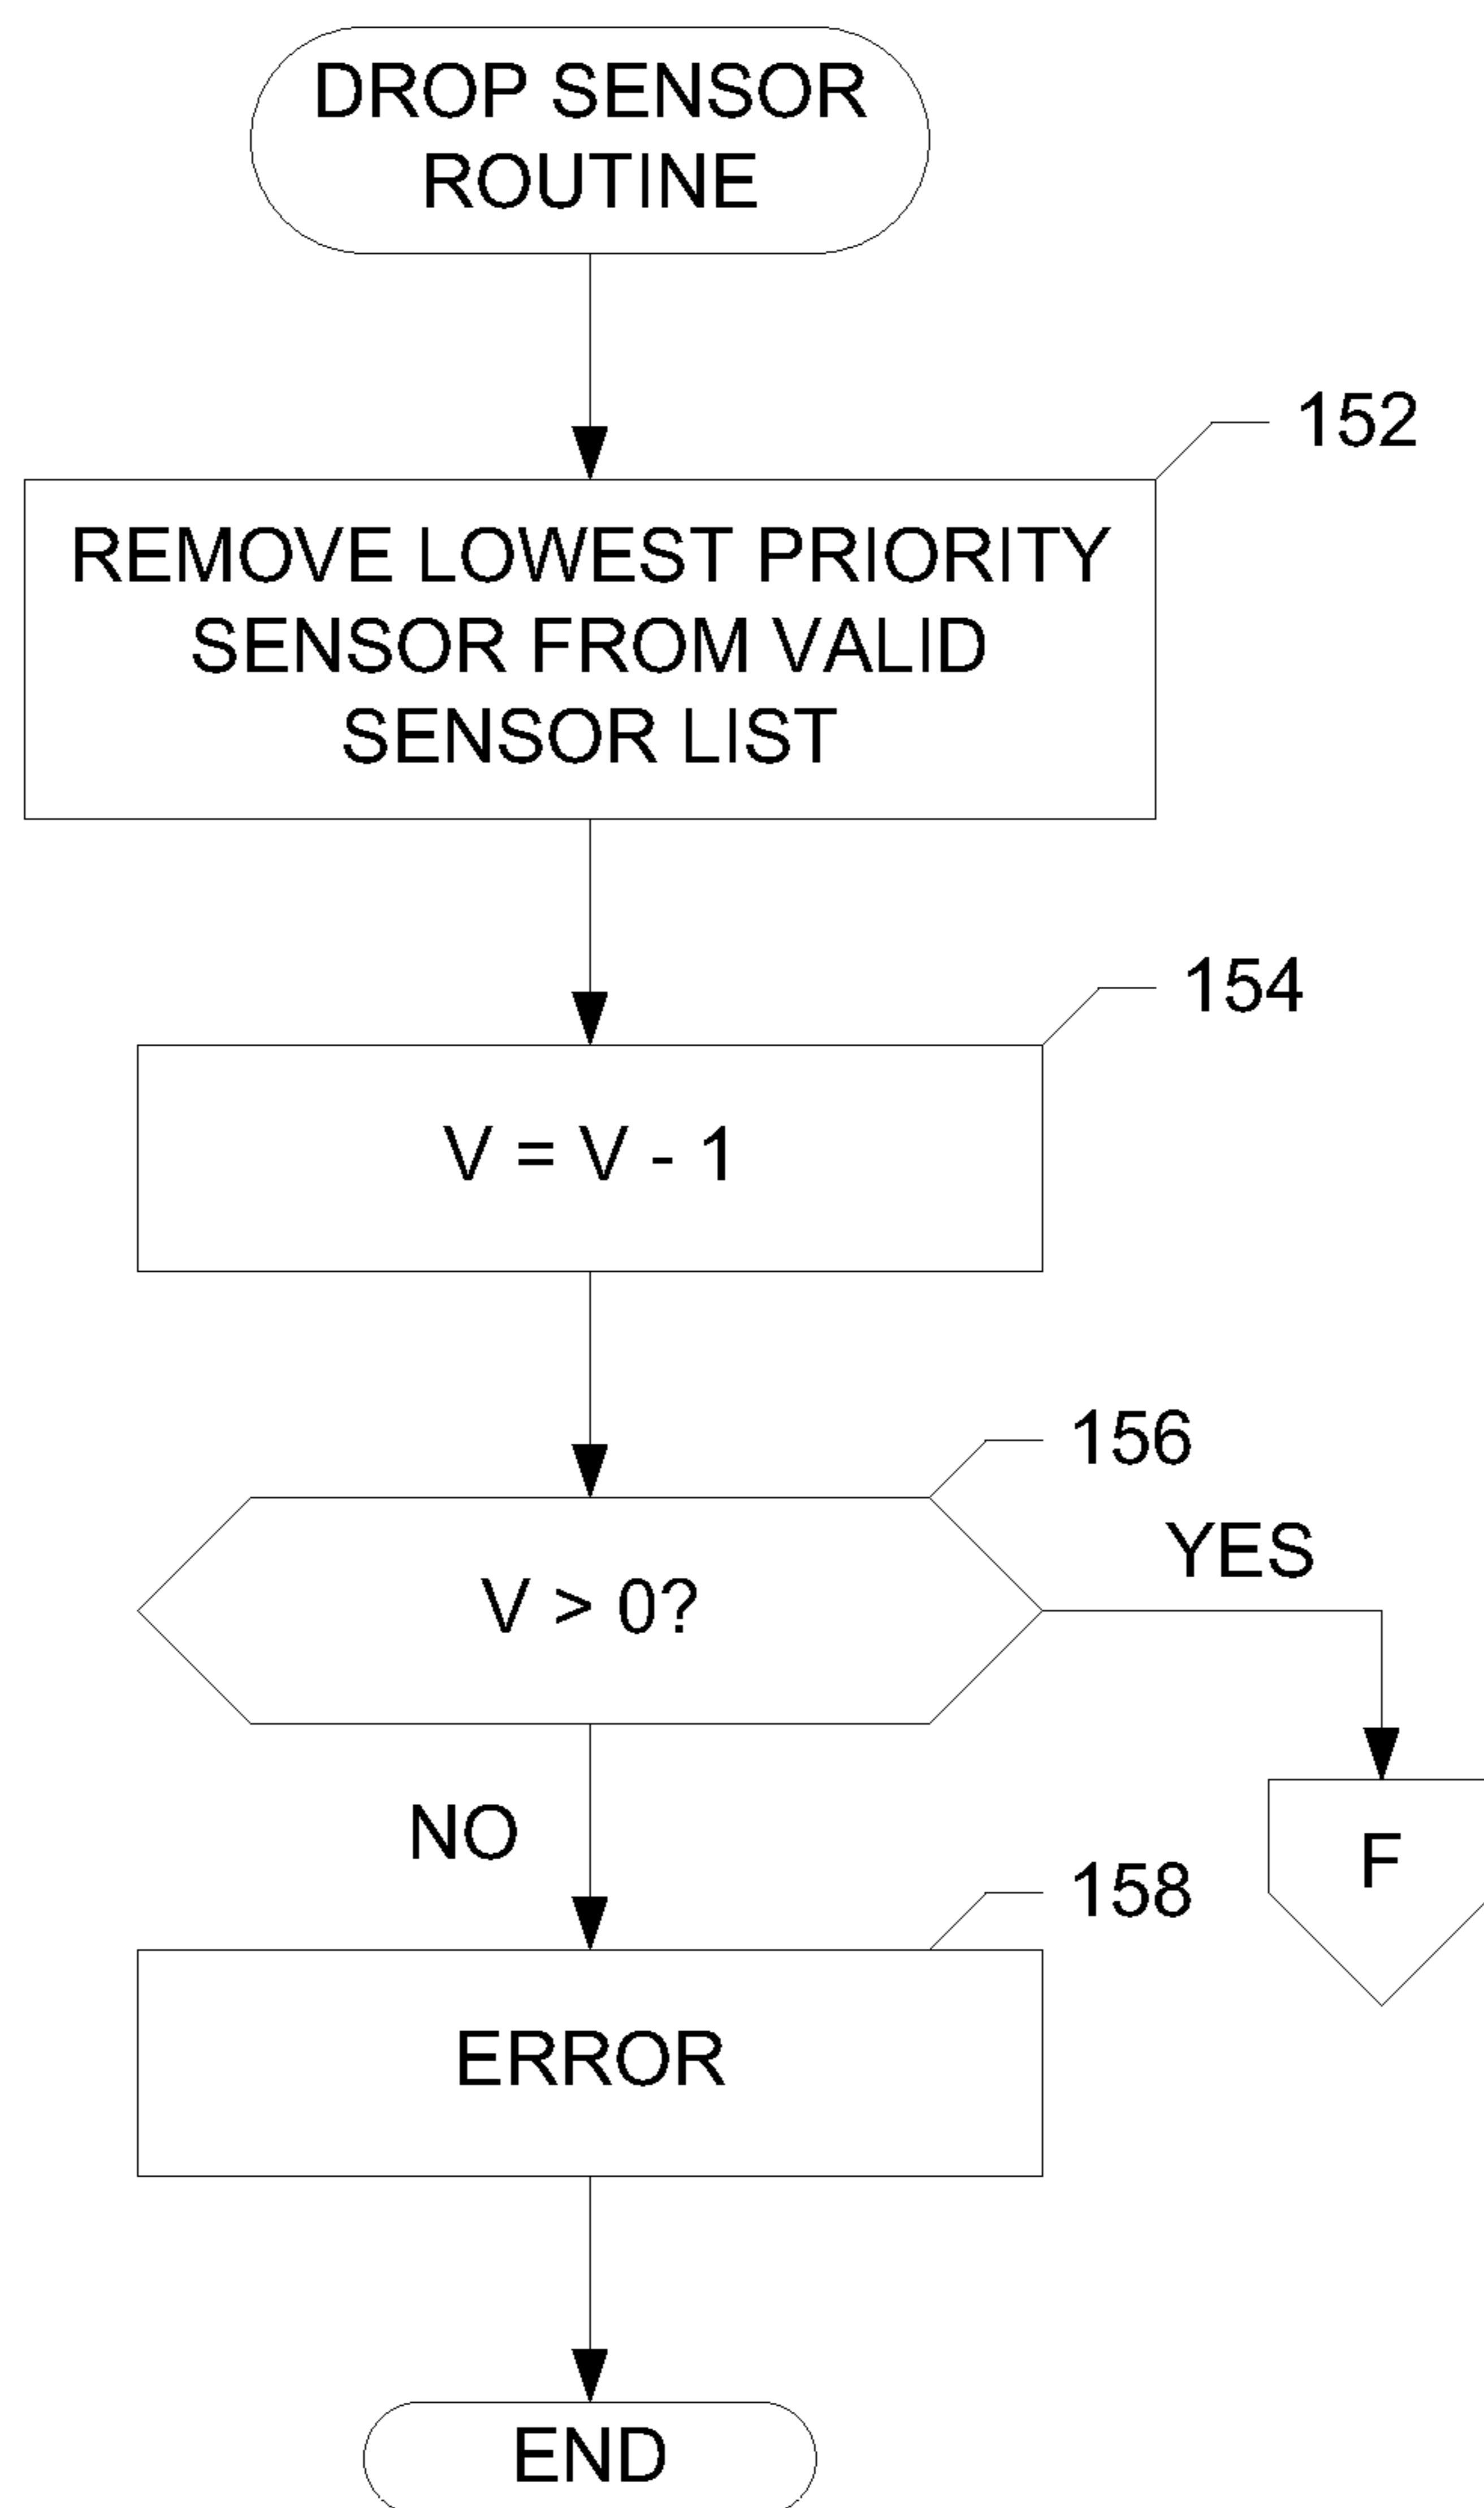 DROP SENSOR
ROUTINE
152
REMOVE LOWEST PRIORITY
SENSOR FROM VALID
SENSOR LIST
154
V = V - 1
156
YES
V > 0?
NO
F
158
ERROR
END